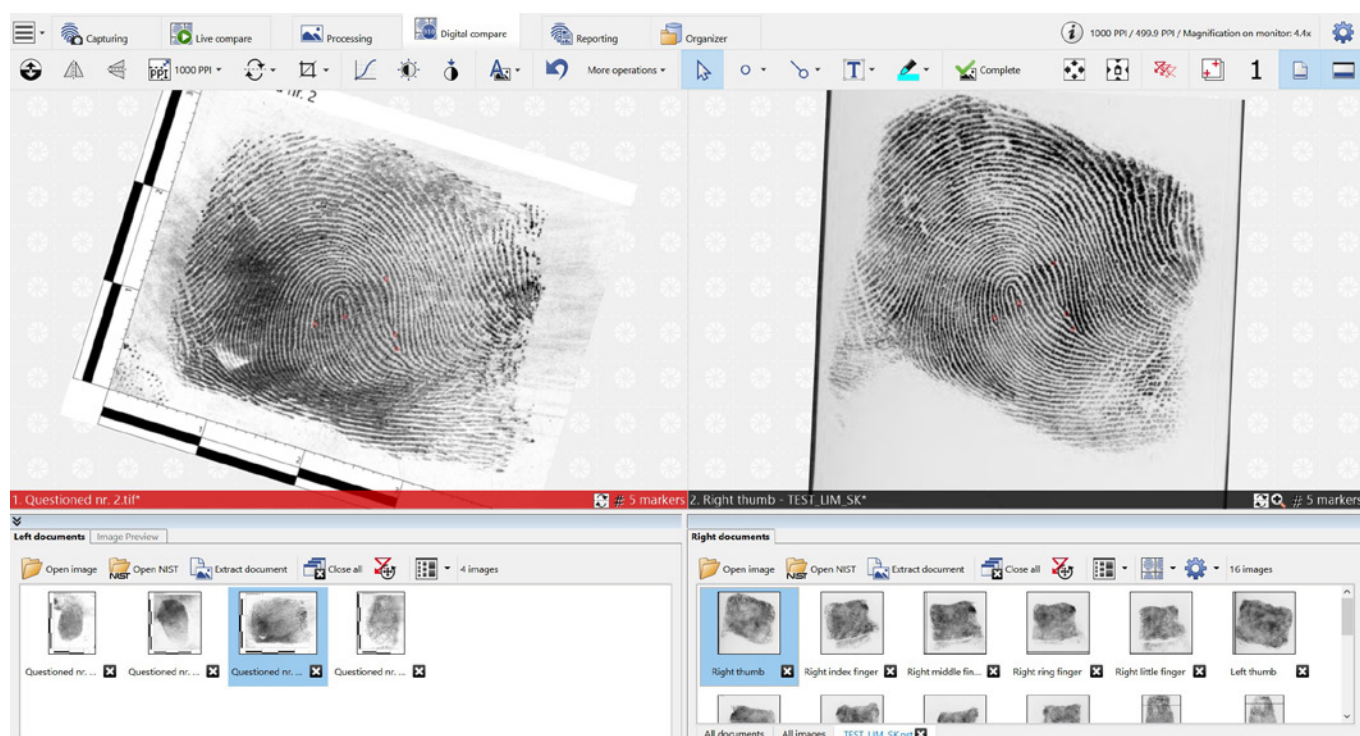 Capturing Live compare Processing Digital compare Reporting Organizer 1000 PPI / 499.9 PPI / Magnification on monitor: 4.4x
PPI 1000 PPI More operations T Complete 1
nr. 2
1. Questioned nr. 2.tif* # 5 markers 2. Right thumb - TEST_LIM_SK* # 5 markers
Left documents Image Preview Right documents
Open image Open NIST Extract document Close all 4 images Open image Open NIST Extract document Close all 16 images
Questioned nr. ... Questioned nr. ... Questioned nr. ... Questioned nr. ... Right thumb Right index finger Right middle fin... Right ring finger Right little finger Left thumb
All documents All images TEST_LIM_SK.nst